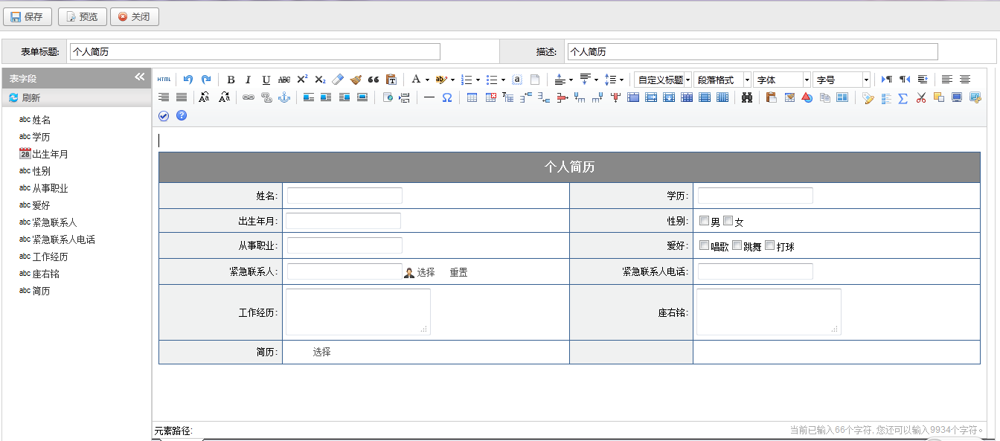 保存 预览 关闭
表单标题: 个人简历 描述: 个人简历
表字段
刷新
abc 姓名
abc 学历
28 出生年月
abc 性别
abc 从事职业
abc 爱好
abc 紧急联系人
abc 紧急联系人电话
abc 工作经历
abc 座右铭
abc 简历
HTML B I U ABC X² X₂ A ab a 自定义标题 段落格式 字体 字号
个人简历
姓名: 学历:
出生年月: 性别: 男 女
从事职业: 爱好: 唱歌 跳舞 打球
紧急联系人: 选择 重置 紧急联系人电话:
工作经历: 座右铭:
简历: 选择
元素路径: 当前已输入66个字符, 您还可以输入9934个字符。